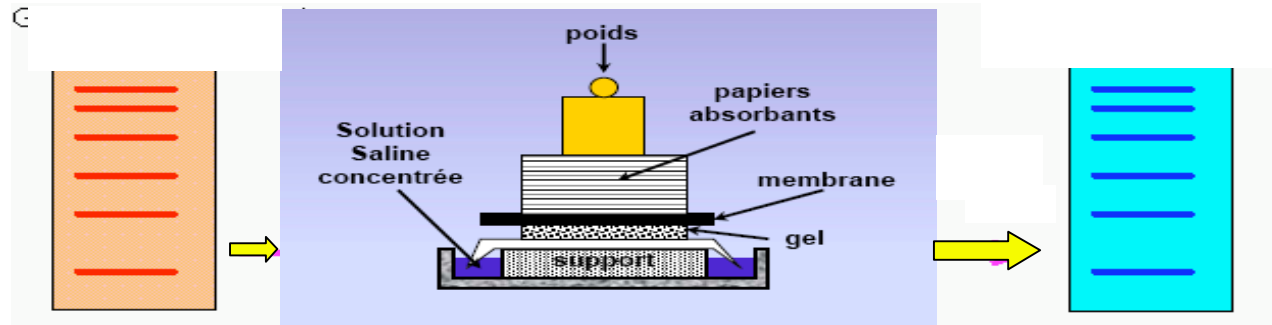 poids
papiers
absorbants
Solution
Saline
concentrée
membrane
gel
support